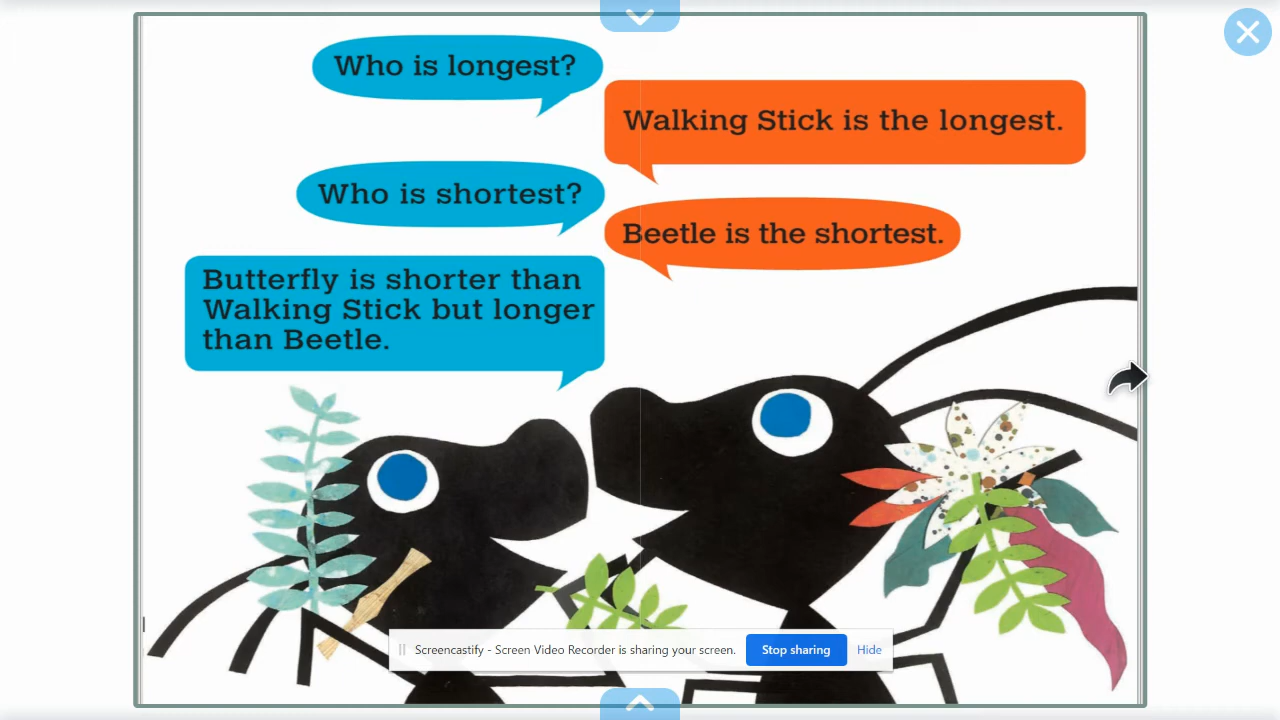 Who is longest?
Walking Stick is the longest.
Who is shortest?
Beetle is the shortest.
Butterfly is shorter than
Walking Stick but longer
than Beetle.
Screencastify - Screen Video Recorder is sharing your screen. Stop sharing Hide